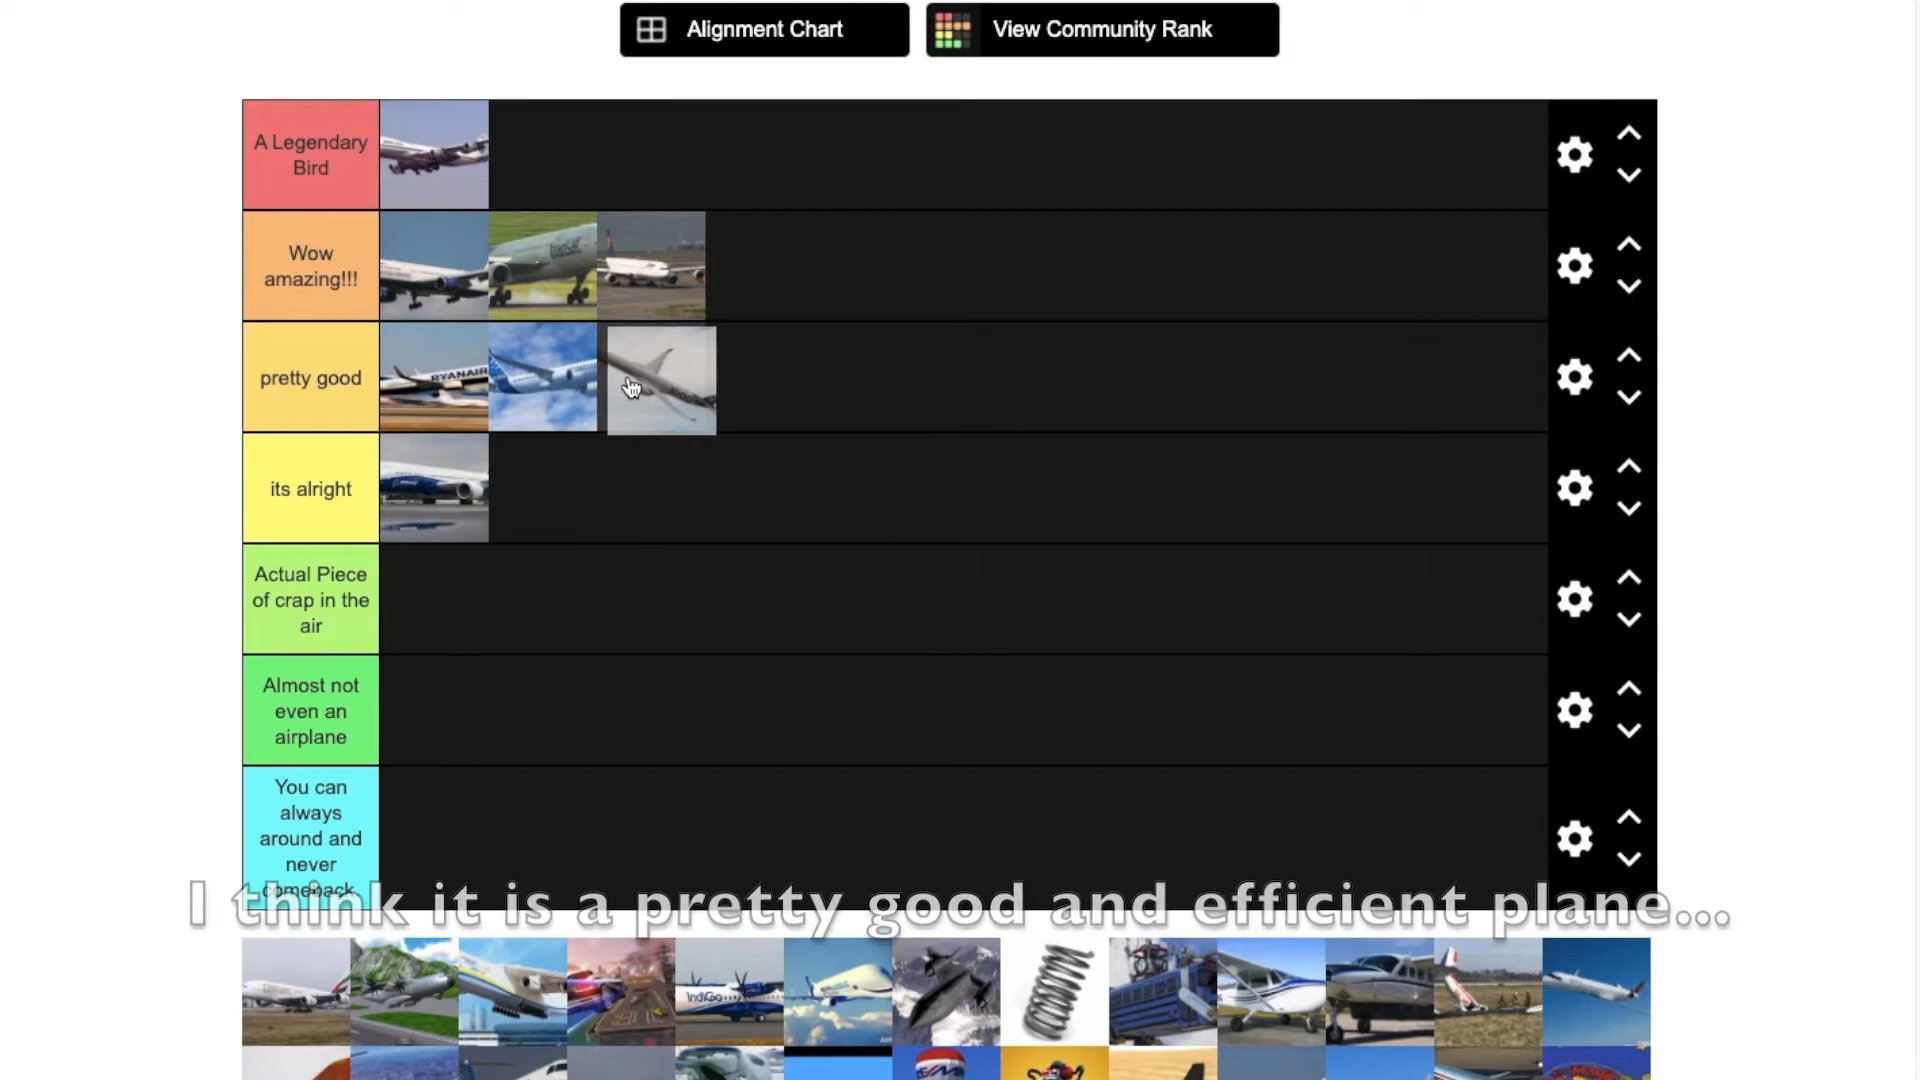 Alignment Chart
View Community Rank
A Legendary
Bird
Wow
amazing!!!
transat
pretty good
RYANAIR
its alright
Actual Piece
of crap in the
air
Almost not
even an
airplane
You can
always
around and
never
comeback
I think it is a pretty good and efficient plane...
IndiGo